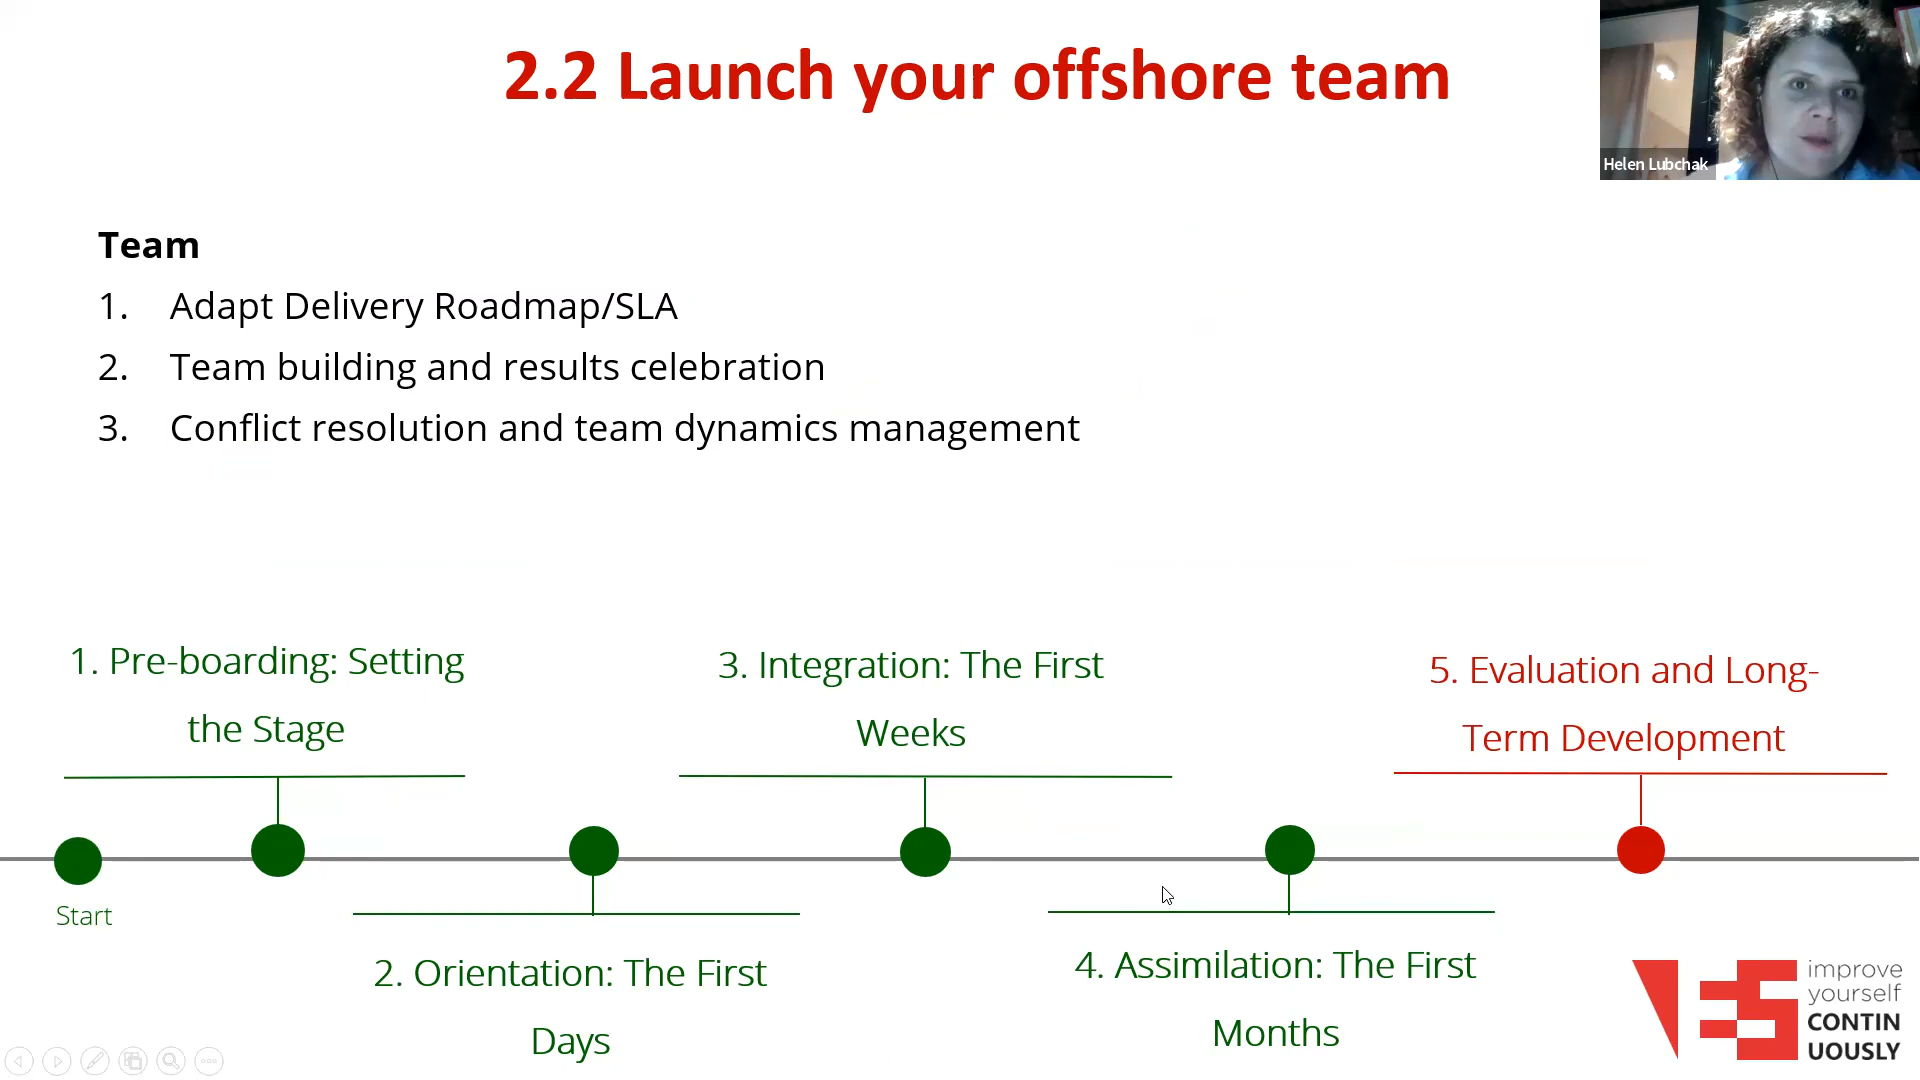 2.2 Launch your offshore team
Helen Lubchak
Team
1. Adapt Delivery Roadmap/SLA
2. Team building and results celebration
3. Conflict resolution and team dynamics management
1. Pre-boarding: Setting
the Stage
3. Integration: The First
Weeks
5. Evaluation and Long-
Term Development
Start
2. Orientation: The First
Days
4. Assimilation: The First
Months
improve
yourself
CONTIN
UOUSLY